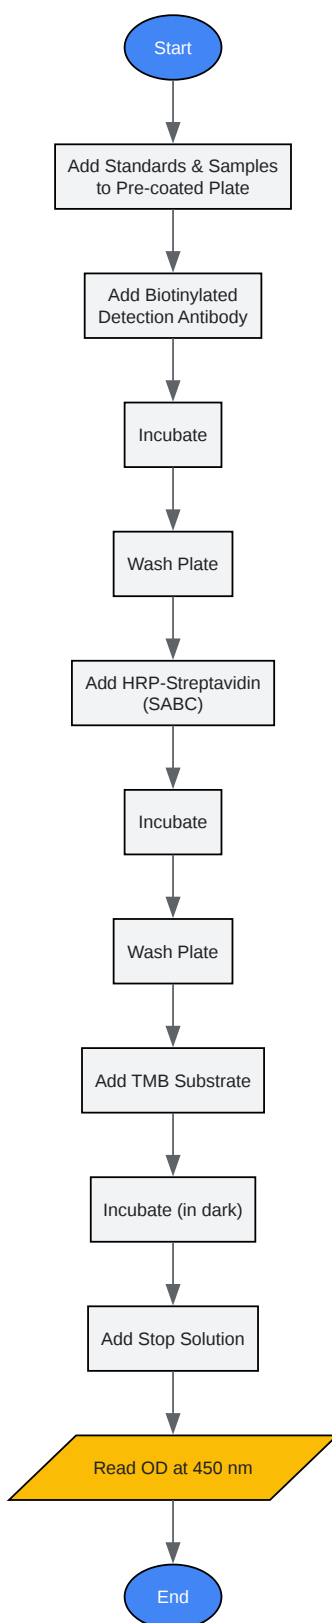 Start
Add Standards & Samples
to Pre-coated Plate
Add Biotinylated
Detection Antibody
Incubate
Wash Plate
Add HRP-Streptavidin
(SABC)
Incubate
Wash Plate
Add TMB Substrate
Incubate (in dark)
Add Stop Solution
Read OD at 450 nm
End